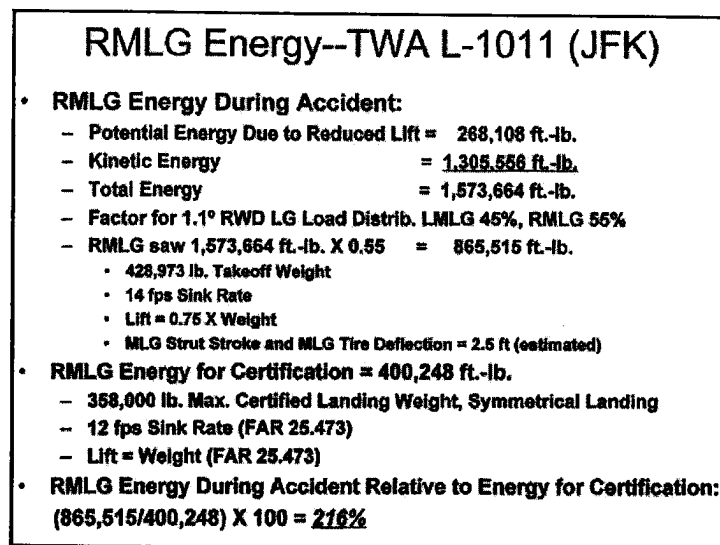 RMLG Energy--TWA L-1011 (JFK)
• RMLG Energy During Accident:
– Potential Energy Due to Reduced Lift = 268,108 ft.-lb.
– Kinetic Energy = 1,305,556 ft.-lb.
– Total Energy = 1,573,664 ft.-lb.
– Factor for 1.1º RWD LG Load Distrib. LMLG 45%, RMLG 55%
– RMLG saw 1,573,664 ft.-lb. X 0.55 = 865,515 ft.-lb.
• 428,973 lb. Takeoff Weight
• 14 fps Sink Rate
• Lift = 0.75 X Weight
• MLG Strut Stroke and MLG Tire Deflection = 2.5 ft (estimated)
• RMLG Energy for Certification = 400,248 ft.-lb.
– 358,000 lb. Max. Certified Landing Weight, Symmetrical Landing
– 12 fps Sink Rate (FAR 25.473)
– Lift = Weight (FAR 25.473)
• RMLG Energy During Accident Relative to Energy for Certification:
(865,515/400,248) X 100 = 216%